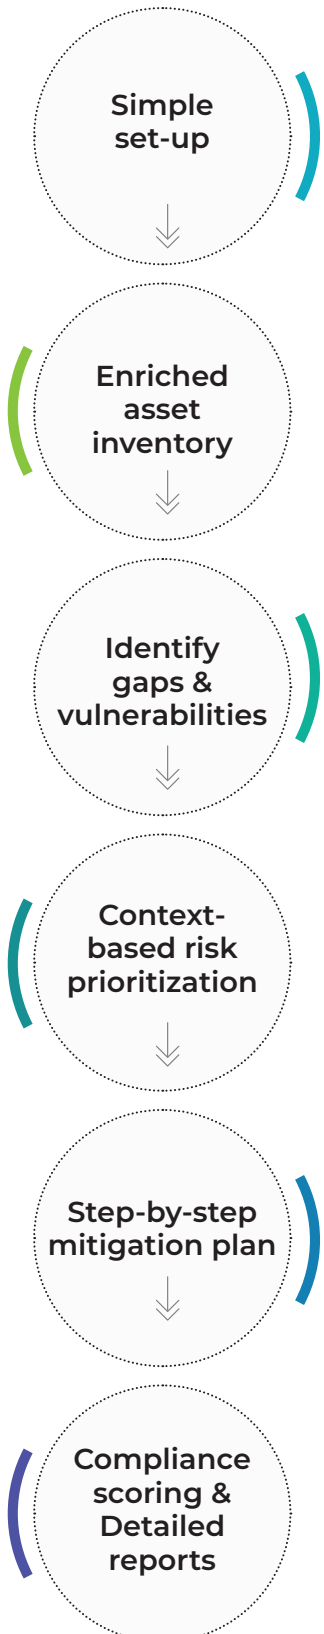 Simple
set-up
Enriched
asset
inventory
Identify
gaps &
vulnerabilities
Context-
based risk
prioritization
Step-by-step
mitigation plan
Compliance
scoring &
Detailed
reports